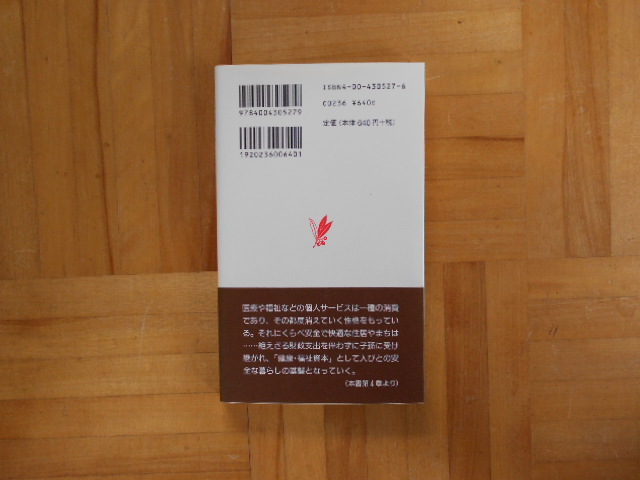 ISBN4-00-430527-6
C0236 ¥640E
定価(本体640円+税)
9784004305279
1920236006401
医療や福祉などの個人サービスは一種の消費
であり、その都度消えていく性格をもってい
る。それにくらべ安全で快適な住居やまちは
……絶えざる財政支出を伴わずに子孫に受け
継がれ、「健康・福祉資本」として人びとの安
全な暮らしの基盤となっていく。
(本書第4章より)